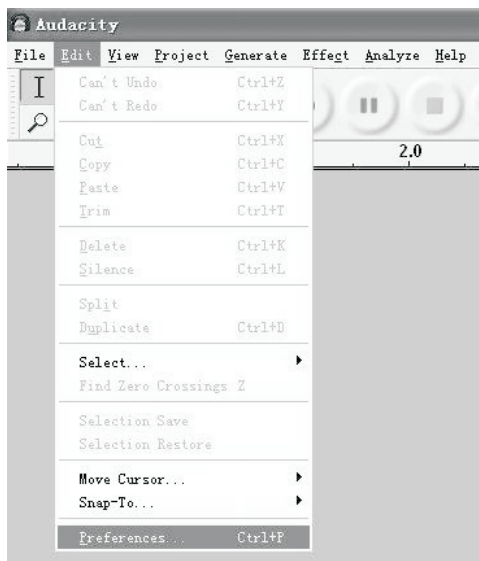 Audacity
File Edit View Project Generate Effect Analyze Help
Can't Undo Ctrl+Z
Can't Redo Ctrl+Y
Cut Ctrl+X
Copy Ctrl+C
Paste Ctrl+V
Trim Ctrl+T
Delete Ctrl+K
Silence Ctrl+L
Split
Duplicate Ctrl+D
Select...
Find Zero Crossings Z
Selection Save
Selection Restore
Move Cursor...
Snap-To...
Preferences... Ctrl+P
2.0